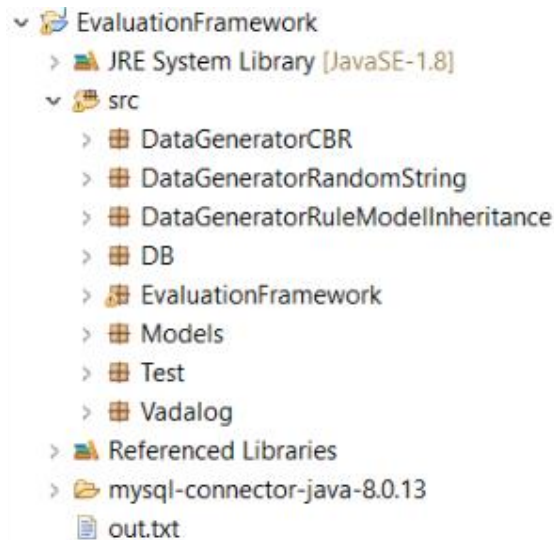 EvaluationFramework
JRE System Library [JavaSE-1.8]
src
DataGeneratorCBR
DataGeneratorRandomString
DataGeneratorRuleModelInheritance
DB
EvaluationFramework
Models
Test
Vadalog
Referenced Libraries
mysql-connector-java-8.0.13
out.txt